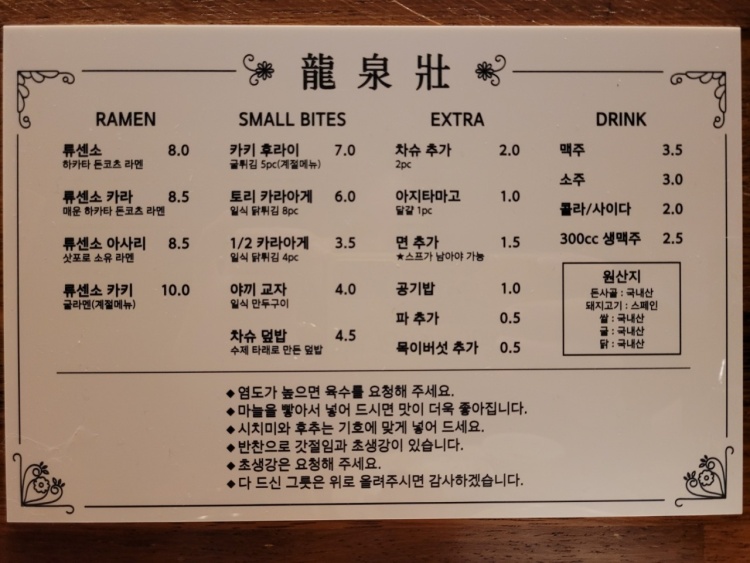 龍泉壯
RAMEN
류센소 8.0
하카타 돈코츠 라멘
류센소 카라 8.5
매운 하카타 돈코츠 라멘
류센소 아사리 8.5
삿포로 소유 라멘
류센소 카키 10.0
굴라멘(계절메뉴)
SMALL BITES
카키 후라이 7.0
굴튀김 5pc(계절메뉴)
토리 카라아게 6.0
일식 닭튀김 8pc
1/2 카라아게 3.5
일식 닭튀김 4pc
야끼 교자 4.0
일식 만두구이
차슈 덮밥 4.5
수제 타래로 만든 덮밥
EXTRA
차슈 추가 2.0
2pc
아지타마고 1.0
달걀 1pc
면 추가 1.5
★스프가 남아야 가능
공기밥 1.0
파 추가 0.5
목이버섯 추가 0.5
DRINK
맥주 3.5
소주 3.0
콜라/사이다 2.0
300cc 생맥주 2.5
원산지
돈사골 : 국내산
돼지고기 : 스페인
쌀 : 국내산
굴 : 국내산
닭 : 국내산
◆ 염도가 높으면 육수를 요청해 주세요.
◆ 마늘을 빻아서 넣어 드시면 맛이 더욱 좋아집니다.
◆ 시치미와 후추는 기호에 맞게 넣어 드세요.
◆ 반찬으로 갓절임과 초생강이 있습니다.
◆ 초생강은 요청해 주세요.
◆ 다 드신 그릇은 위로 올려주시면 감사하겠습니다.